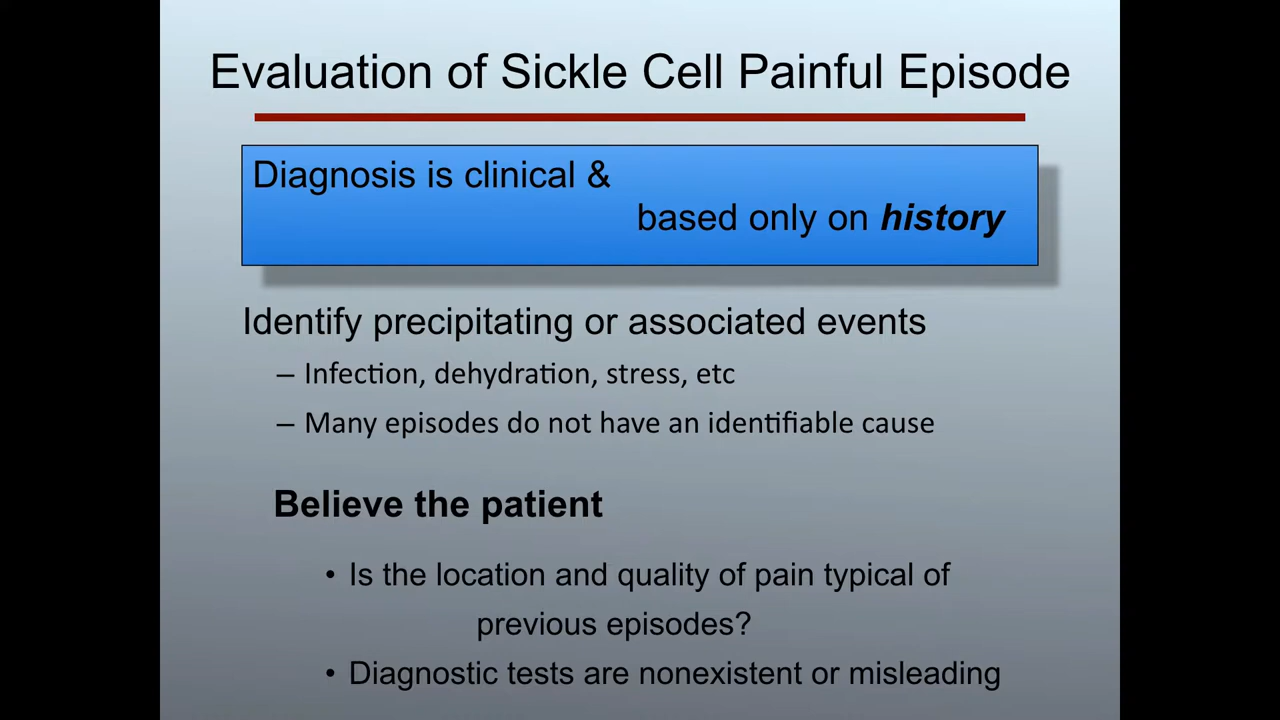 Evaluation of Sickle Cell Painful Episode
Diagnosis is clinical &
based only on history
Identify precipitating or associated events
– Infection, dehydration, stress, etc
– Many episodes do not have an identifiable cause
Believe the patient
• Is the location and quality of pain typical of
previous episodes?
• Diagnostic tests are nonexistent or misleading